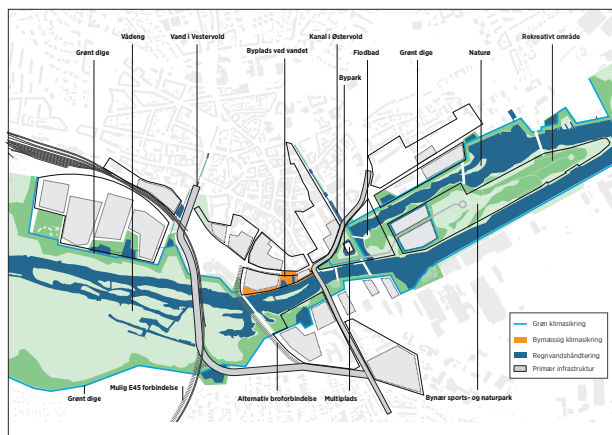 Vådeng
Vand i Vestervold
Kanal i Østervold
Flodbad
Naturø
Rekreativt område
Grønt dige
Byplads ved vandet
Bypark
Grønt dige
Grøn klimasikring
Bymæssig klimasikring
Regnvandshåndtering
Primær infrastruktur
Grønt dige
Mulig E45 forbindelse
Alternativ broforbindelse
Multiplads
Bynær sports- og naturpark